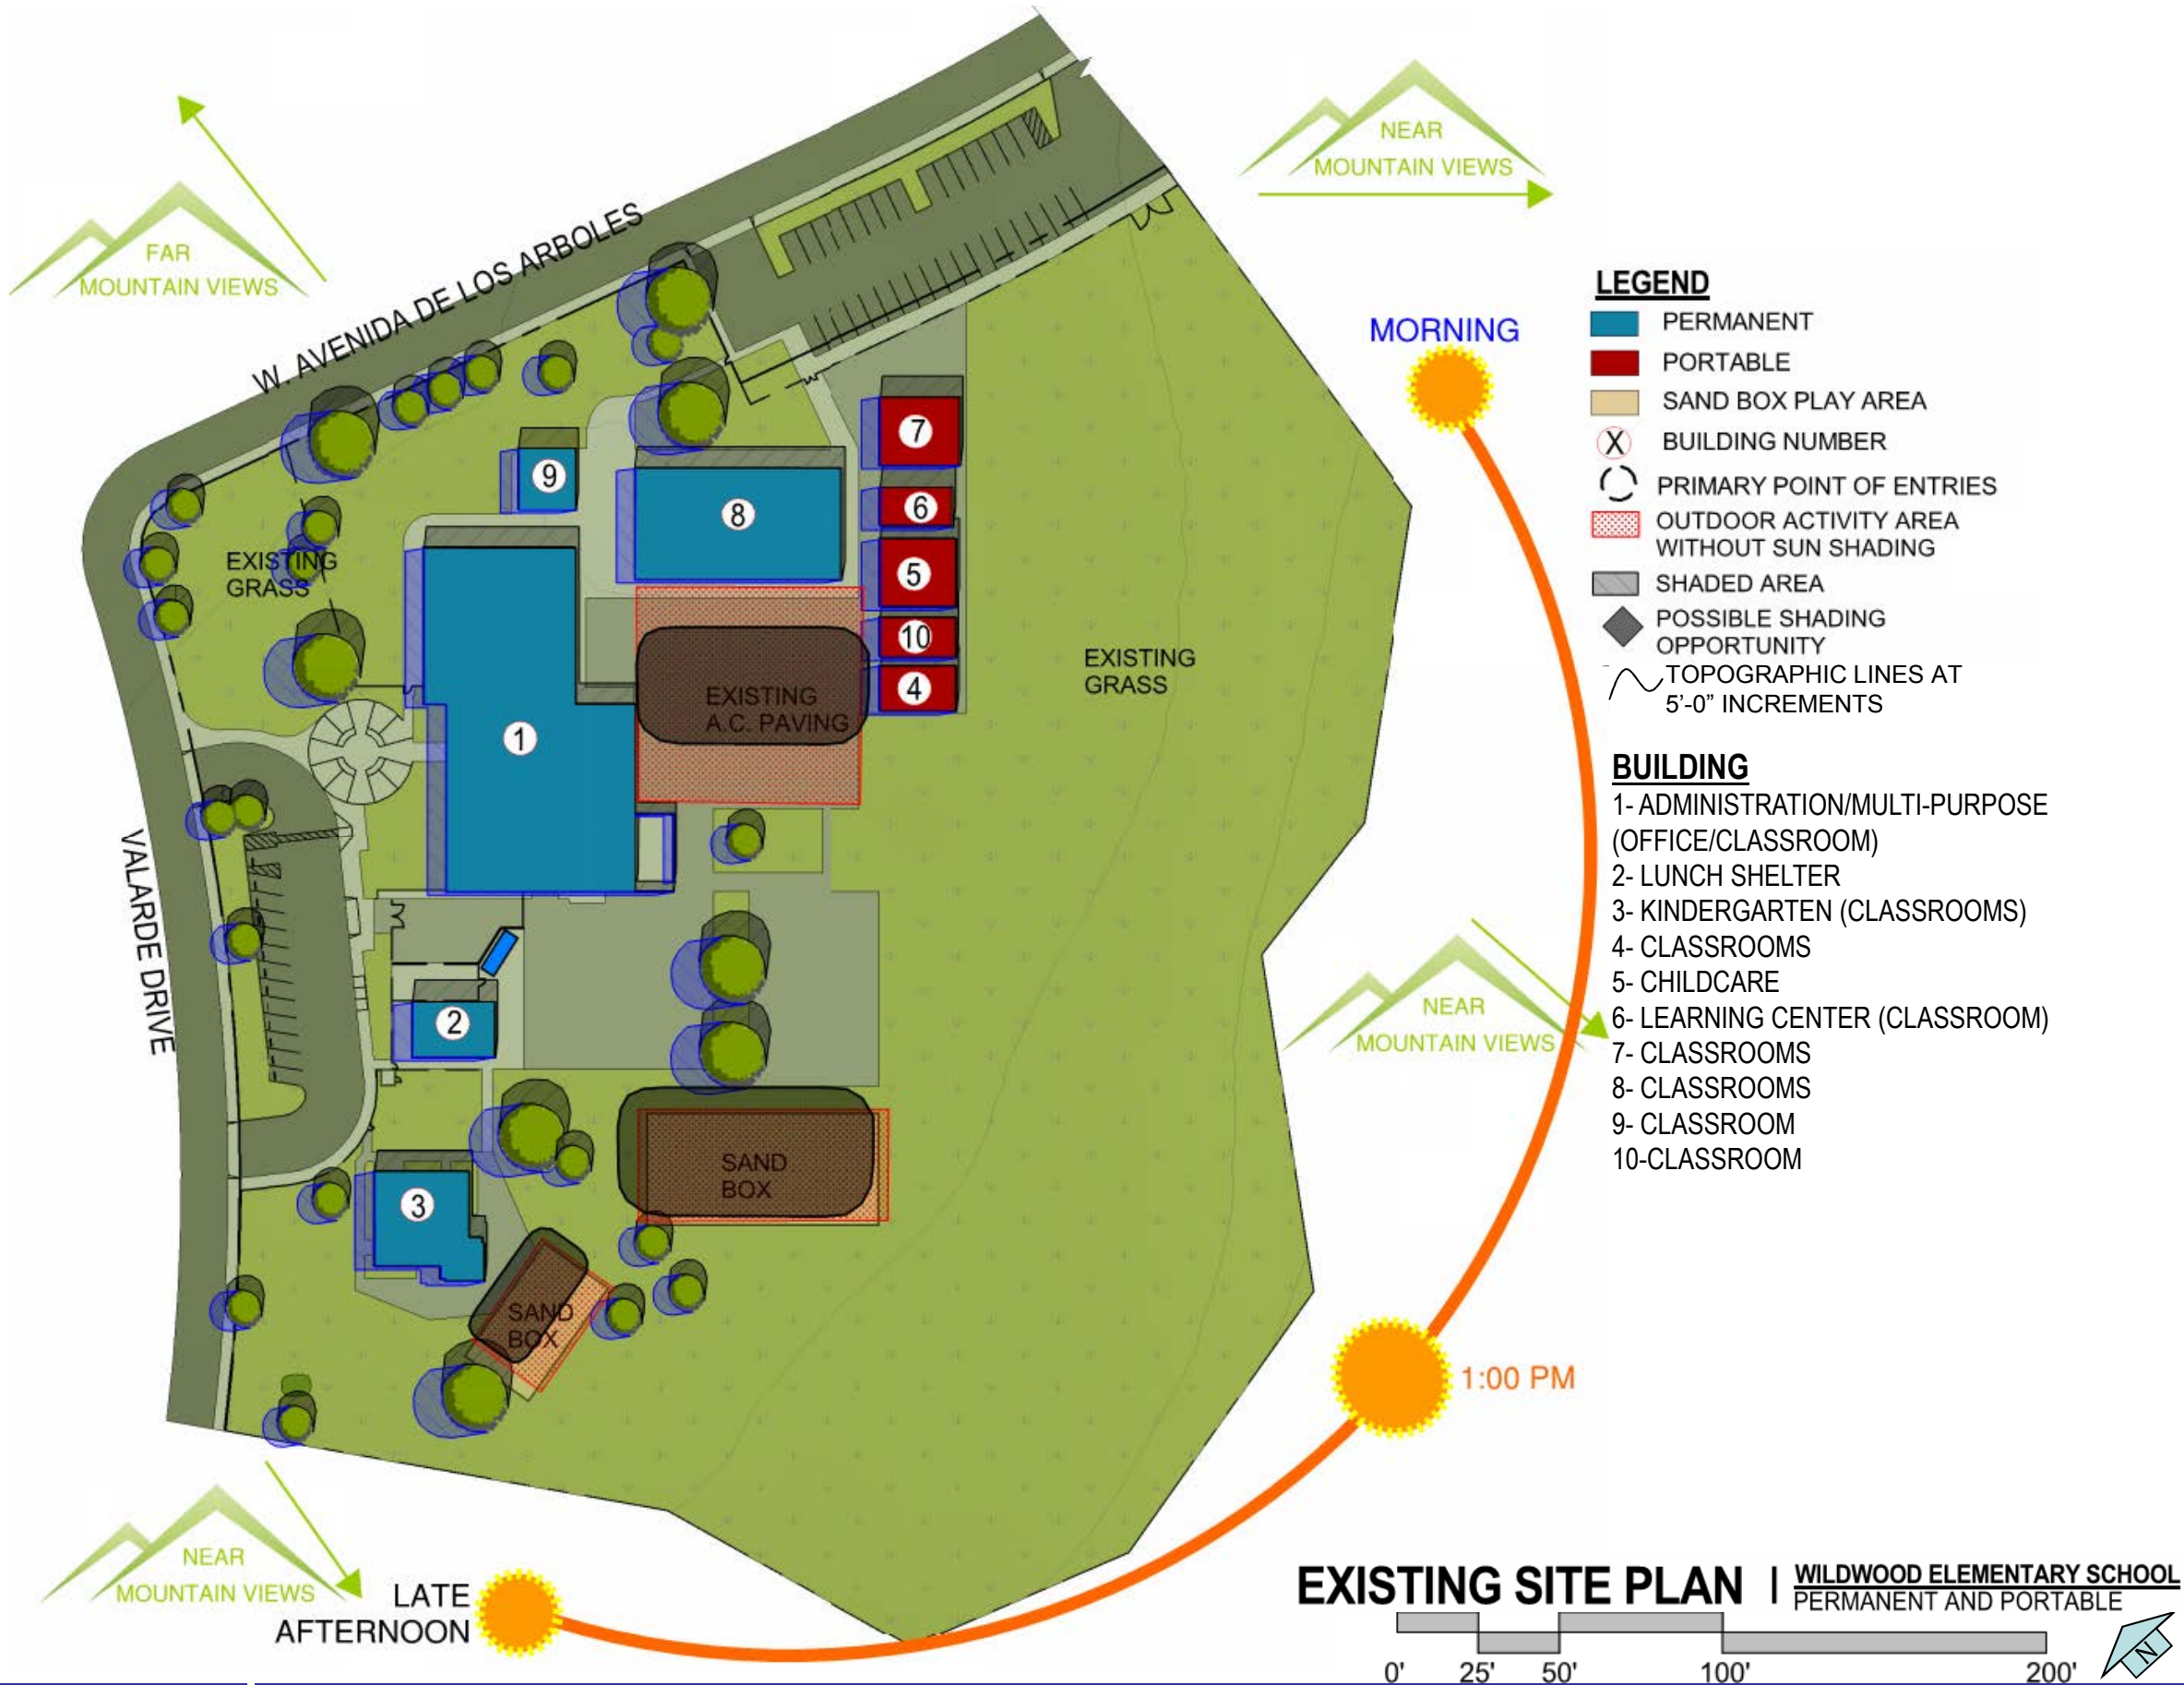 NEAR
MOUNTAIN VIEWS
FAR
MOUNTAIN VIEWS
W. AVENIDA DE LOS ARBOLES
MORNING
LEGEND
PERMANENT
PORTABLE
SAND BOX PLAY AREA
X BUILDING NUMBER
PRIMARY POINT OF ENTRIES
OUTDOOR ACTIVITY AREA
WITHOUT SUN SHADING
SHADED AREA
POSSIBLE SHADING
OPPORTUNITY
TOPOGRAPHIC LINES AT
5'-0" INCREMENTS
7
9
8
6
EXISTING
GRASS
5
10
4
EXISTING
GRASS
EXISTING
A.C. PAVING
1
BUILDING
1- ADMINISTRATION/MULTI-PURPOSE
(OFFICE/CLASSROOM)
2- LUNCH SHELTER
3- KINDERGARTEN (CLASSROOMS)
4- CLASSROOMS
5- CHILDCARE
6- LEARNING CENTER (CLASSROOM)
7- CLASSROOMS
8- CLASSROOMS
9- CLASSROOM
10-CLASSROOM
VALARDE DRIVE
2
NEAR
MOUNTAIN VIEWS
SAND
BOX
3
SAND
BOX
1:00 PM
NEAR
MOUNTAIN VIEWS
LATE
AFTERNOON
EXISTING SITE PLAN | WILDWOOD ELEMENTARY SCHOOL
PERMANENT AND PORTABLE
0' 25' 50' 100' 200'
N